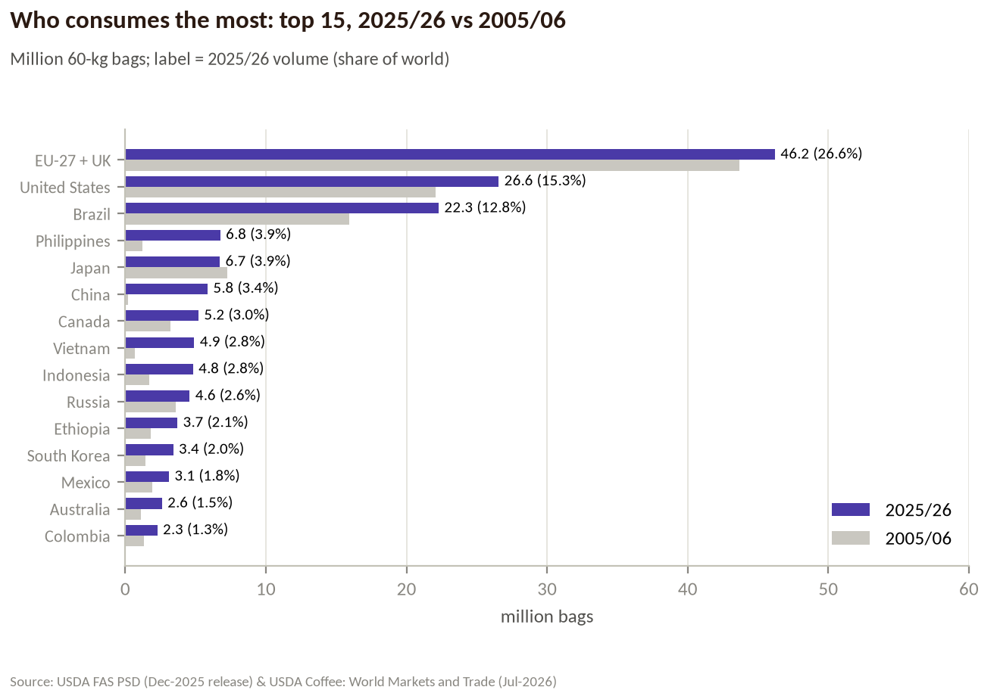 Who consumes the most: top 15, 2025/26 vs 2005/06
Million 60-kg bags; label = 2025/26 volume (share of world)
EU-27 + UK 46.2 (26.6%)
United States 26.6 (15.3%)
Brazil 22.3 (12.8%)
Philippines 6.8 (3.9%)
Japan 6.7 (3.9%)
China 5.8 (3.4%)
Canada 5.2 (3.0%)
Vietnam 4.9 (2.8%)
Indonesia 4.8 (2.8%)
Russia 4.6 (2.6%)
Ethiopia 3.7 (2.1%)
South Korea 3.4 (2.0%)
Mexico 3.1 (1.8%)
Australia 2.6 (1.5%)
Colombia 2.3 (1.3%)
2025/26
2005/06
0 10 20 30 40 50 60
million bags
Source: USDA FAS PSD (Dec-2025 release) & USDA Coffee: World Markets and Trade (Jul-2026)